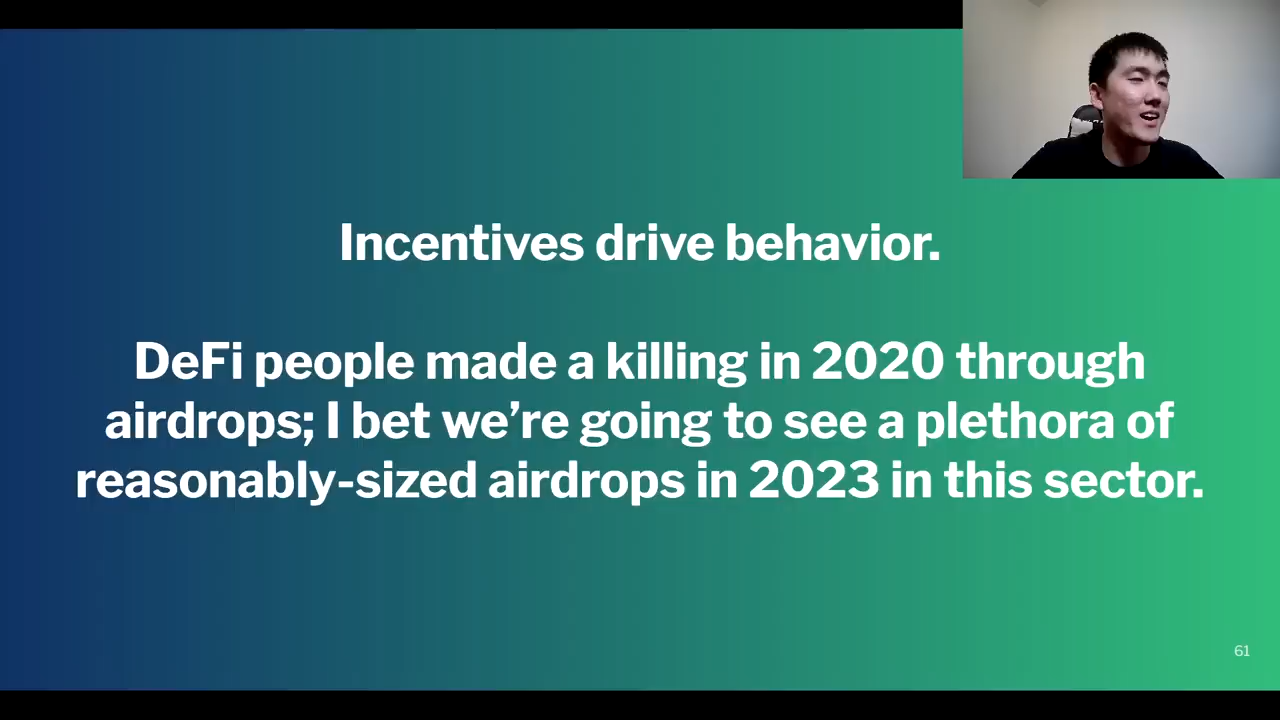 Incentives drive behavior.
DeFi people made a killing in 2020 through
airdrops; I bet we’re going to see a plethora of
reasonably-sized airdrops in 2023 in this sector.
61